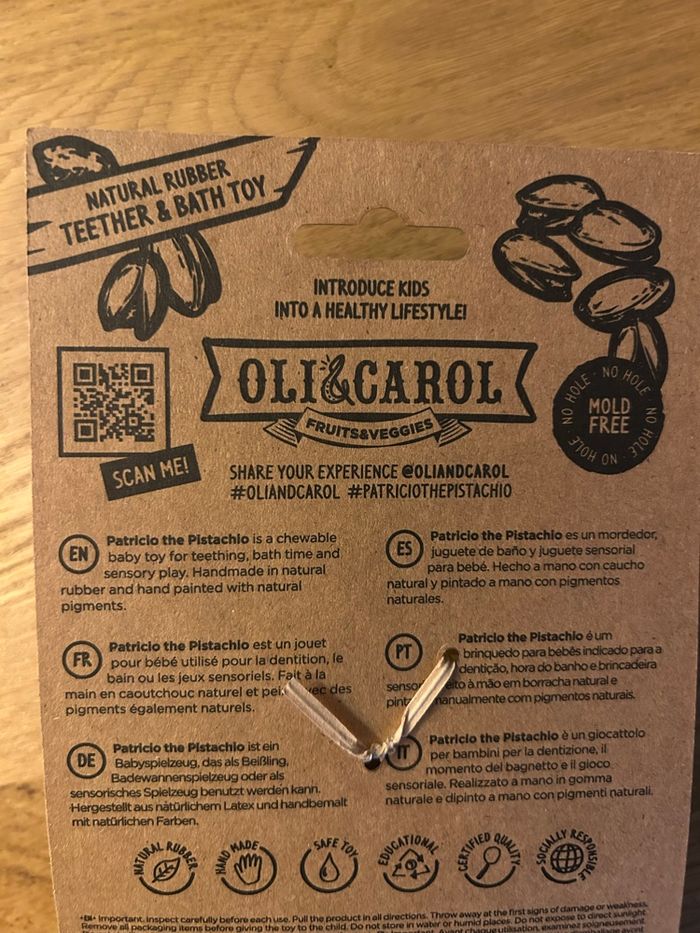 NATURAL RUBBER
TEETHER & BATH TOY
INTRODUCE KIDS
INTO A HEALTHY LIFESTYLE!
OLI&CAROL
FRUITS&VEGGIES
NO HOLE · NO HOLE · NO HOLE · NO HOLE
MOLD
FREE
SCAN ME!
SHARE YOUR EXPERIENCE @OLIANDCAROL
#OLIANDCAROL #PATRICIOTHEPISTACHIO
EN
Patricio the Pistachio is a chewable
baby toy for teething, bath time and
sensory play. Handmade in natural
rubber and hand painted with natural
pigments.
ES
Patricio the Pistachio es un mordedor,
juguete de baño y juguete sensorial
para bebé. Hecho a mano con caucho
natural y pintado a mano con pigmentos
naturales.
FR
Patricio the Pistachio est un jouet
pour bébé utilisé pour la dentition, le
bain ou les jeux sensoriels. Fait à la
main en caoutchouc naturel et avec des
pigments également naturels.
PT
Patricio the Pistachio é um
brinquedo para bebês indicado para a
dentição, hora do banho e brincadeira
à mão em borracha natural e
manualmente com pigmentos naturais.
DE
Patricio the Pistachio ist ein
Babyspielzeug, das als Beißling,
Badewannenspielzeug oder als
sensorisches Spielzeug benutzt werden kann.
Hergestellt aus natürlichem Latex und handbemalt
mit natürlichen Farben.
IT
Patricio the Pistachio è un giocattolo
per bambini per la dentizione, il
momento del bagnetto e il gioco
sensoriale. Realizzato a mano in gomma
naturale e dipinto a mano con pigmenti naturali.
NATURAL RUBBER
HAND MADE
SAFE TOY
EDUCATIONAL
CERTIFIED QUALITY
SOCIALLY RESPONSIBLE
Important. Inspect carefully before each use. Pull the product in all directions. Throw away at the first signs of damage or weakness.
Remove all packaging items before giving the toy to the child. Do not store in water or humid places. Do not expose to direct sunlight